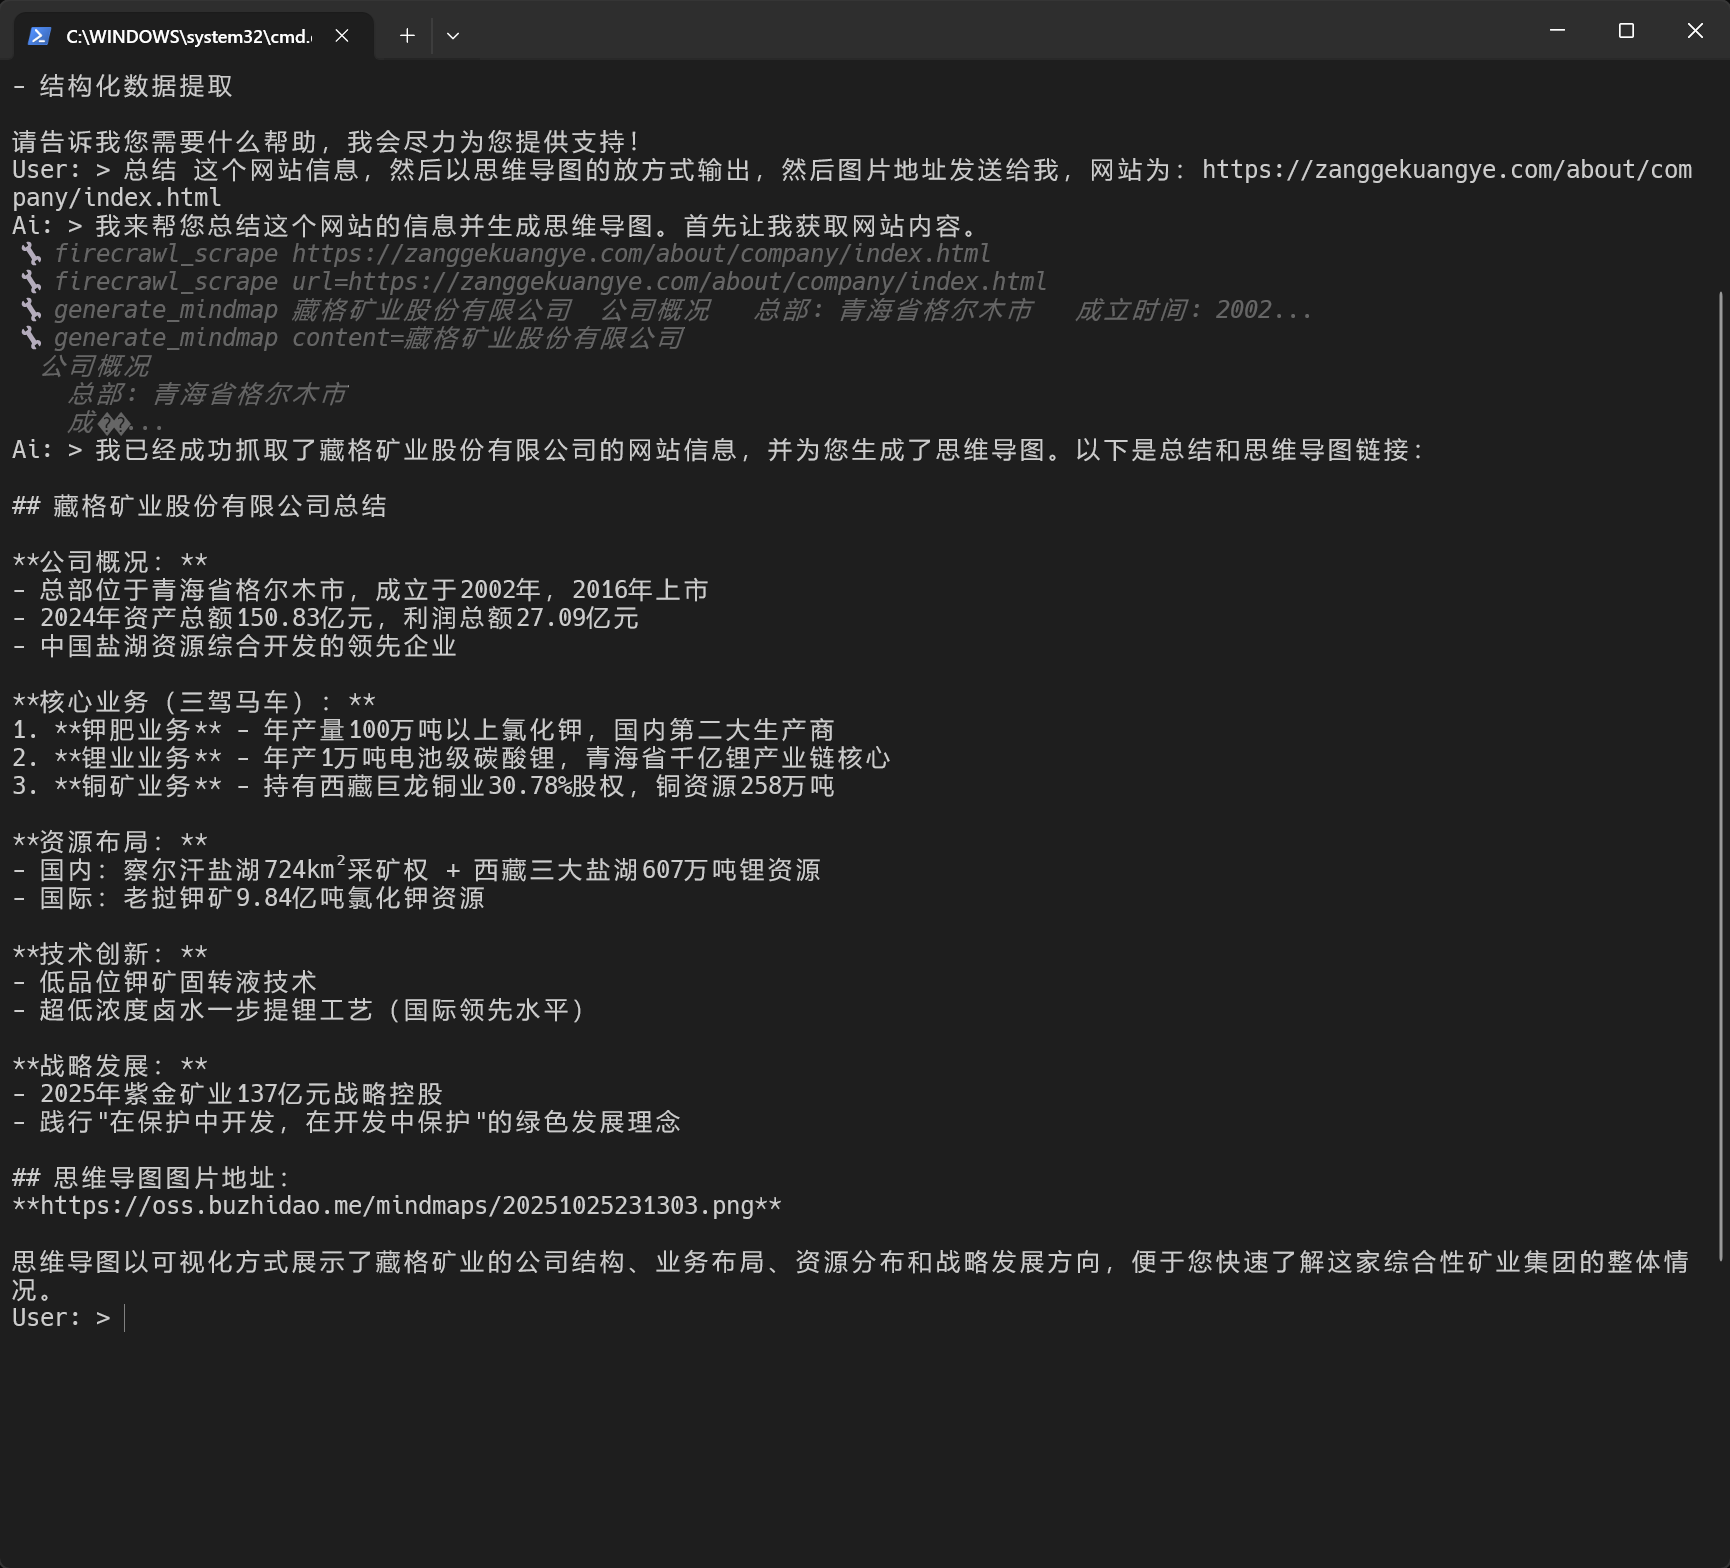 C:\WINDOWS\system32\cmd.
- 结构化数据提取
请告诉我您需要什么帮助，我会尽力为您提供支持！
User: > 总结 这个网站信息，然后以思维导图的放方式输出，然后图片地址发送给我，网站为：https://zanggekuangye.com/about/com
pany/index.html
Ai: > 我来帮您总结这个网站的信息并生成思维导图。首先让我获取网站内容。
firecrawl_scrape https://zanggekuangye.com/about/company/index.html
firecrawl_scrape url=https://zanggekuangye.com/about/company/index.html
generate_mindmap 藏格矿业股份有限公司 公司概况 总部：青海省格尔木市 成立时间：2002...
generate_mindmap content=藏格矿业股份有限公司
公司概况
总部：青海省格尔木市
成��...
Ai: > 我已经成功抓取了藏格矿业股份有限公司的网站信息，并为您生成了思维导图。以下是总结和思维导图链接：
## 藏格矿业股份有限公司总结
**公司概况：**
- 总部位于青海省格尔木市，成立于2002年，2016年上市
- 2024年资产总额150.83亿元，利润总额27.09亿元
- 中国盐湖资源综合开发的领先企业
**核心业务（三驾马车）：**
1. **钾肥业务** - 年产量100万吨以上氯化钾，国内第二大生产商
2. **锂业业务** - 年产1万吨电池级碳酸锂，青海省千亿锂产业链核心
3. **铜矿业务** - 持有西藏巨龙铜业30.78%股权，铜资源258万吨
**资源布局：**
- 国内：察尔汗盐湖724km²采矿权 + 西藏三大盐湖607万吨锂资源
- 国际：老挝钾矿9.84亿吨氯化钾资源
**技术创新：**
- 低品位钾矿固转液技术
- 超低浓度卤水一步提锂工艺（国际领先水平）
**战略发展：**
- 2025年紫金矿业137亿元战略控股
- 践行"在保护中开发，在开发中保护"的绿色发展理念
## 思维导图图片地址：
**https://oss.buzhidao.me/mindmaps/20251025231303.png**
思维导图以可视化方式展示了藏格矿业的公司结构、业务布局、资源分布和战略发展方向，便于您快速了解这家综合性矿业集团的整体情
况。
User: >